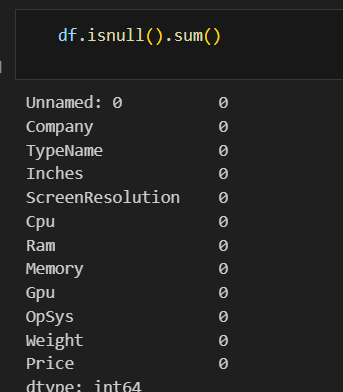 df.isnull().sum()
Unnamed: 0 0
Company 0
TypeName 0
Inches 0
ScreenResolution 0
Cpu 0
Ram 0
Memory 0
Gpu 0
OpSys 0
Weight 0
Price 0
dtype: int64